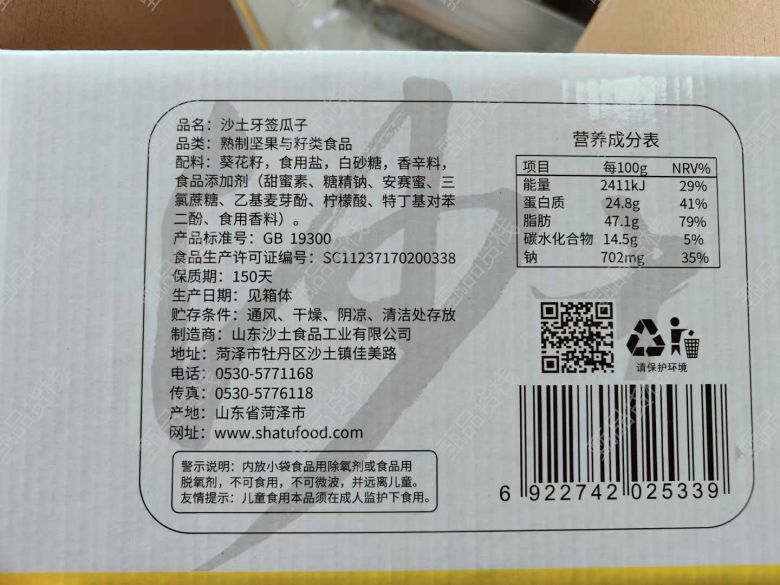 品名：沙土牙签瓜子
品类：熟制坚果与籽类食品
配料：葵花籽，食用盐，白砂糖，香辛料，
食品添加剂（甜蜜素、糖精钠、安赛蜜、三
氯蔗糖、乙基麦芽酚、柠檬酸、特丁基对苯
二酚、食用香料）。
产品标准号：GB 19300
食品生产许可证编号：SC11237170200338
保质期：150天
生产日期：见箱体
贮存条件：通风、干燥、阴凉、清洁处存放
制造商：山东沙土食品工业有限公司
地址：菏泽市牡丹区沙土镇佳美路
电话：0530-5771168
传真：0530-5776118
产地：山东省菏泽市
网址：www.shatufood.com
警示说明：内放小袋食品用除氧剂或食品用
脱氧剂，不可食用，不可微波，并远离儿童。
友情提示：儿童食用本品须在成人监护下食用。
营养成分表
项目 每100g NRV%
能量 2411kJ 29%
蛋白质 24.8g 41%
脂肪 47.1g 79%
碳水化合物 14.5g 5%
钠 702mg 35%
请保护环境
6 922742 025339